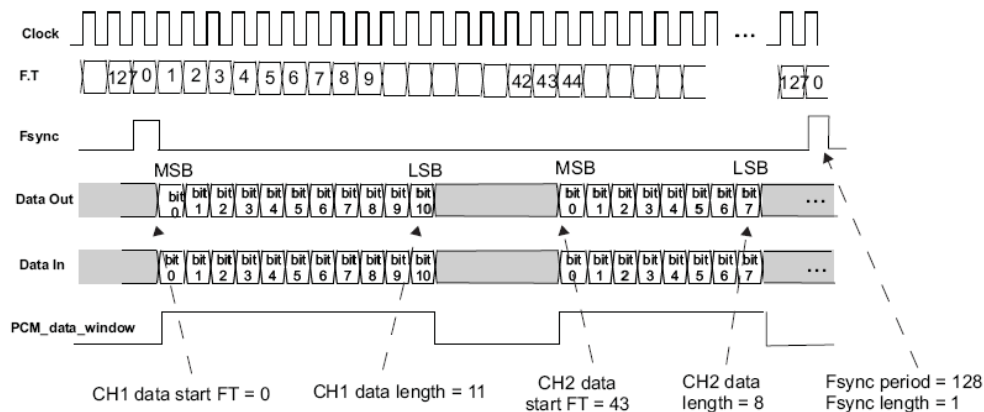 Clock ...
F.T 127 0 1 2 3 4 5 6 7 8 9 42 43 44 127 0
Fsync
MSB LSB MSB LSB
Data Out bit 0 bit 1 bit 2 bit 3 bit 4 bit 5 bit 6 bit 7 bit 8 bit 9 bit 10 bit 0 bit 1 bit 2 bit 3 bit 4 bit 5 bit 6 bit 7 ...
Data In bit 0 bit 1 bit 2 bit 3 bit 4 bit 5 bit 6 bit 7 bit 8 bit 9 bit 10 bit 0 bit 1 bit 2 bit 3 bit 4 bit 5 bit 6 bit 7 ...
PCM_data_window
CH1 data start FT = 0
CH1 data length = 11
CH2 data
start FT = 43
CH2 data
length = 8
Fsync period = 128
Fsync length = 1